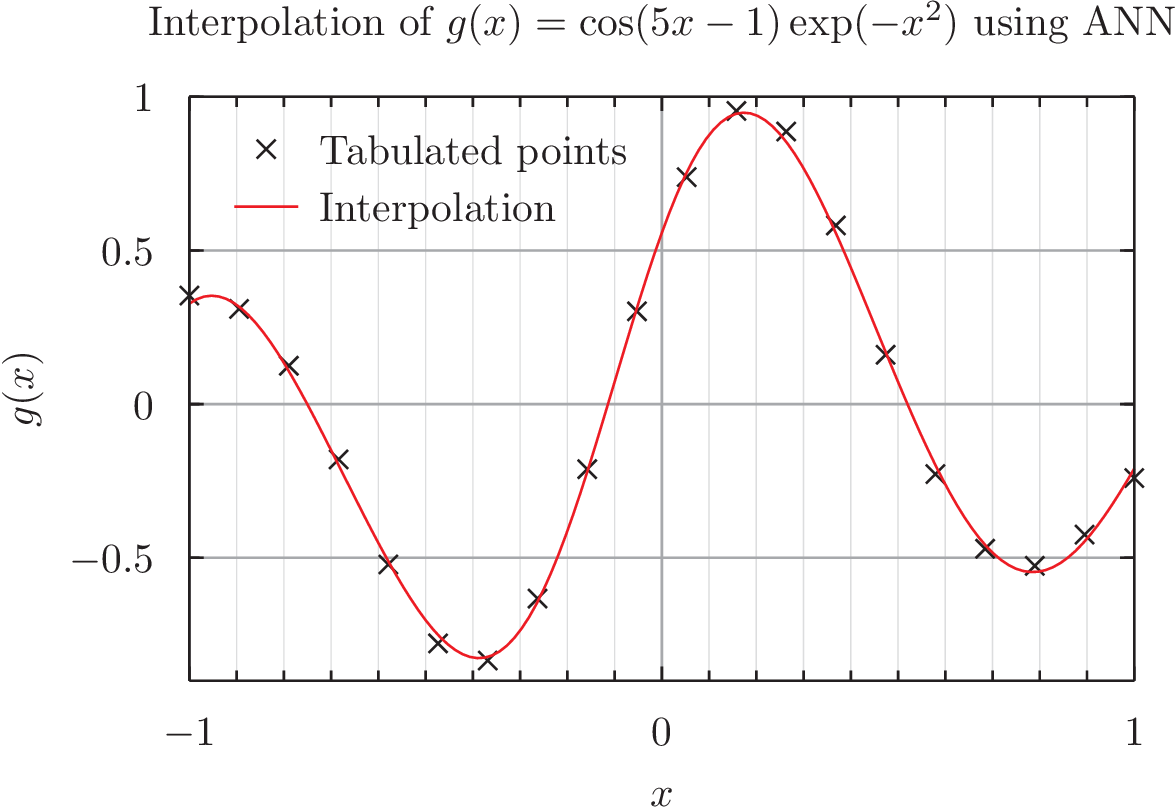 Interpolation of g(x) = cos(5x − 1) exp(−x²) using ANN
1
Tabulated points
Interpolation
0.5
g(x)
0
−0.5
−1
0
1
x